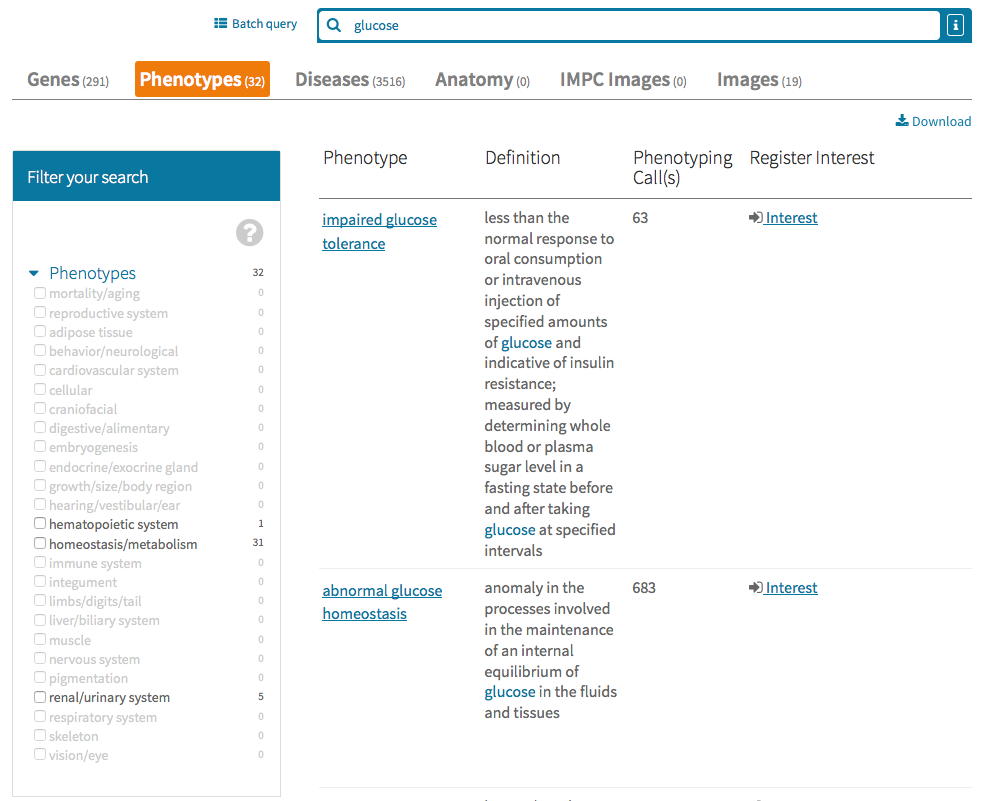 Batch query
glucose
Genes (291)
Phenotypes (32)
Diseases (3516)
Anatomy (0)
IMPC Images (0)
Images (19)
Download
Filter your search
?
Phenotypes 32
mortality/aging 0
reproductive system 0
adipose tissue 0
behavior/neurological 0
cardiovascular system 0
cellular 0
craniofacial 0
digestive/alimentary 0
embryogenesis 0
endocrine/exocrine gland 0
growth/size/body region 0
hearing/vestibular/ear 0
hematopoietic system 1
homeostasis/metabolism 31
immune system 0
integument 0
limbs/digits/tail 0
liver/biliary system 0
muscle 0
nervous system 0
pigmentation 0
renal/urinary system 5
respiratory system 0
skeleton 0
vision/eye 0
Phenotype
Definition
Phenotyping
Call(s)
Register Interest
impaired glucose
tolerance
less than the
normal response to
oral consumption
or intravenous
injection of
specified amounts
of glucose and
indicative of insulin
resistance;
measured by
determining whole
blood or plasma
sugar level in a
fasting state before
and after taking
glucose at specified
intervals
63
Interest
abnormal glucose
homeostasis
anomaly in the
processes involved
in the maintenance
of an internal
equilibrium of
glucose in the fluids
and tissues
683
Interest